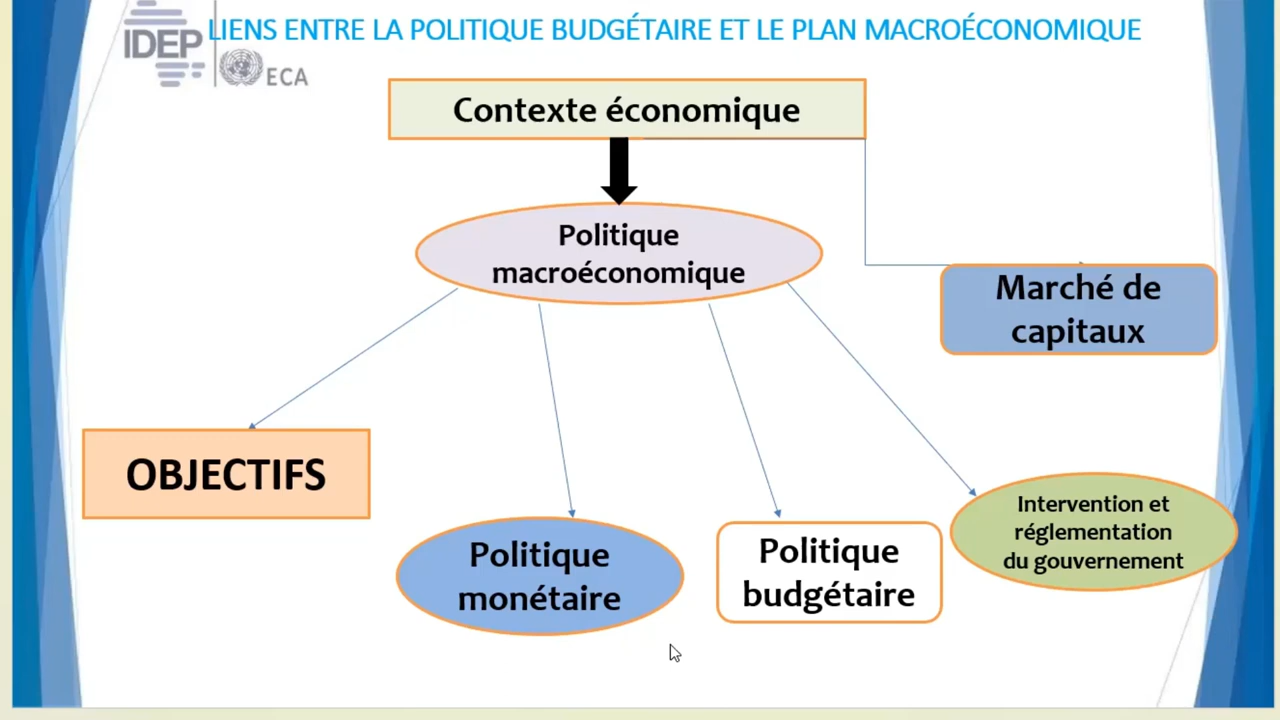 LIENS ENTRE LA POLITIQUE BUDGÉTAIRE ET LE PLAN MACROÉCONOMIQUE
IDEP
ECA
Contexte économique
Politique
macroéconomique
Marché de
capitaux
OBJECTIFS
Politique
monétaire
Politique
budgétaire
Intervention et
réglementation
du gouvernement